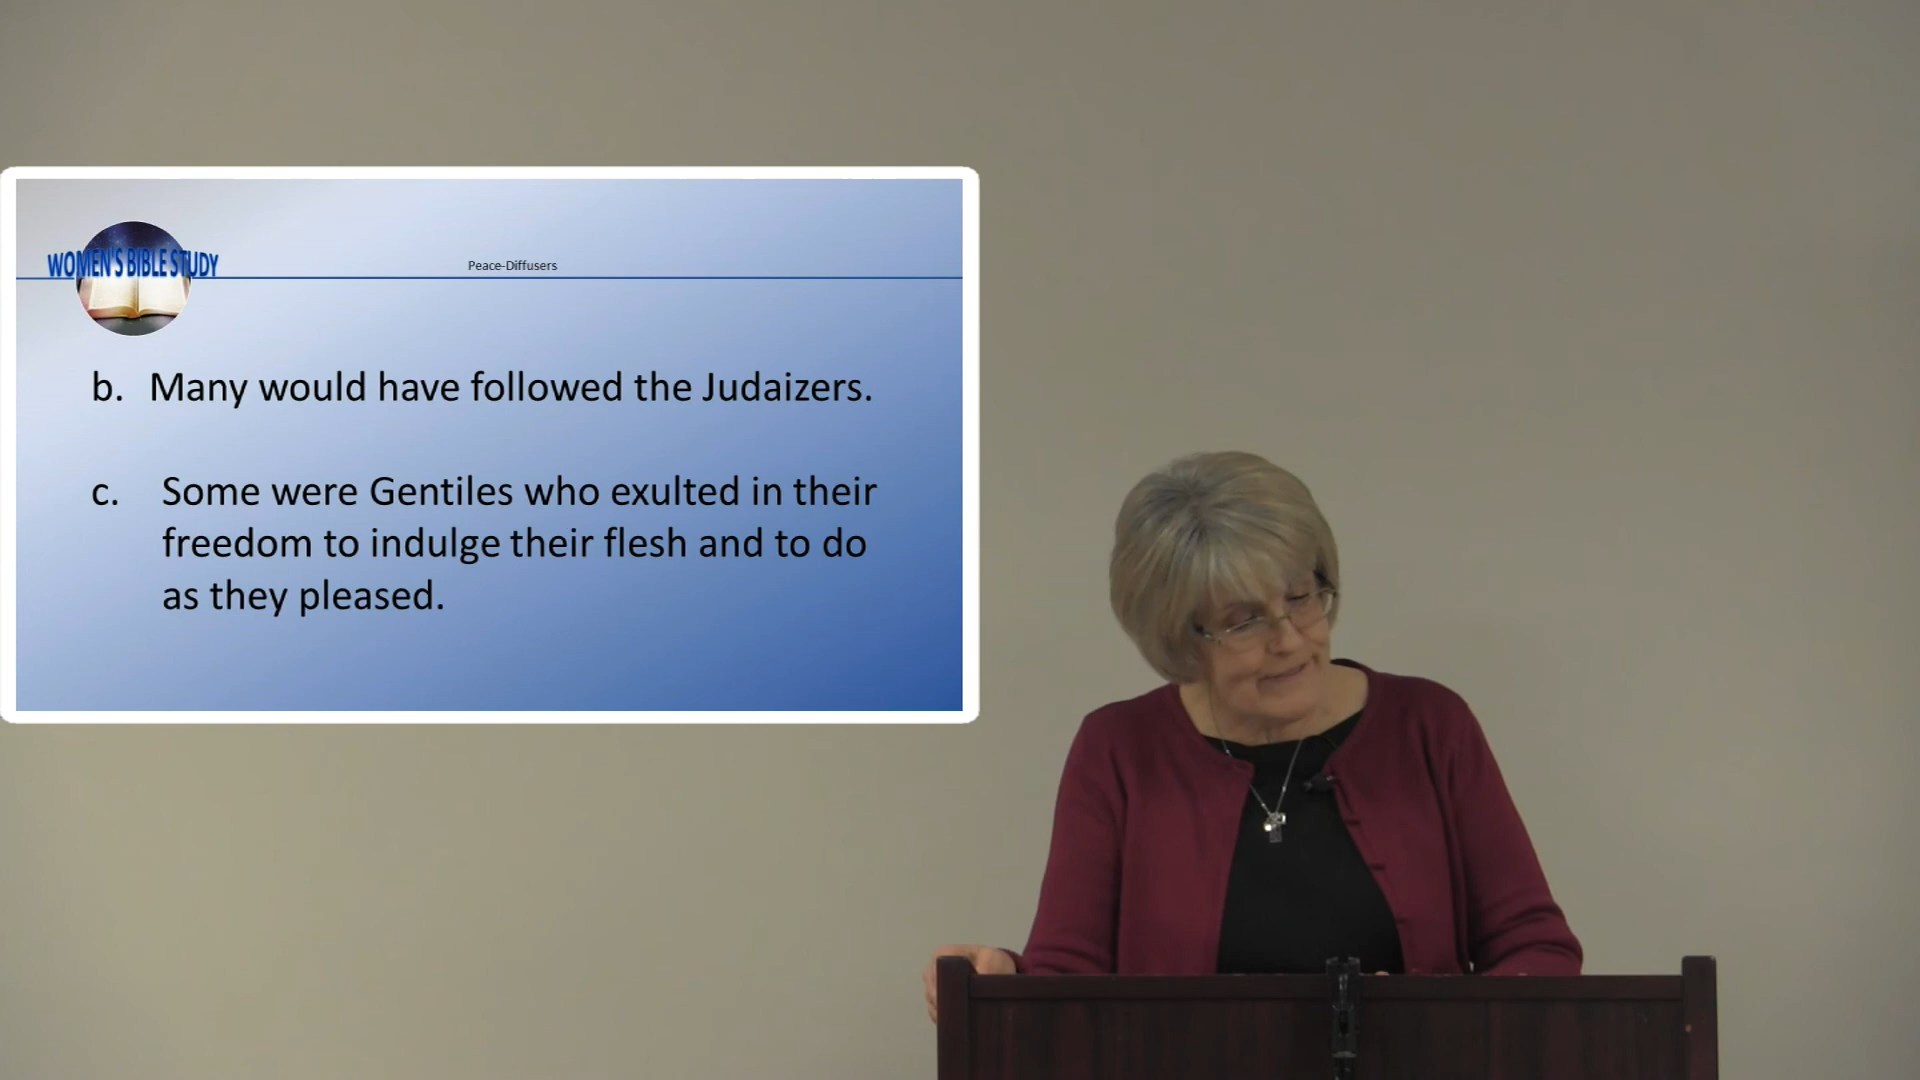 WOMEN'S BIBLE STUDY
Peace-Diffusers
b. Many would have followed the Judaizers.
c. Some were Gentiles who exulted in their
freedom to indulge their flesh and to do
as they pleased.